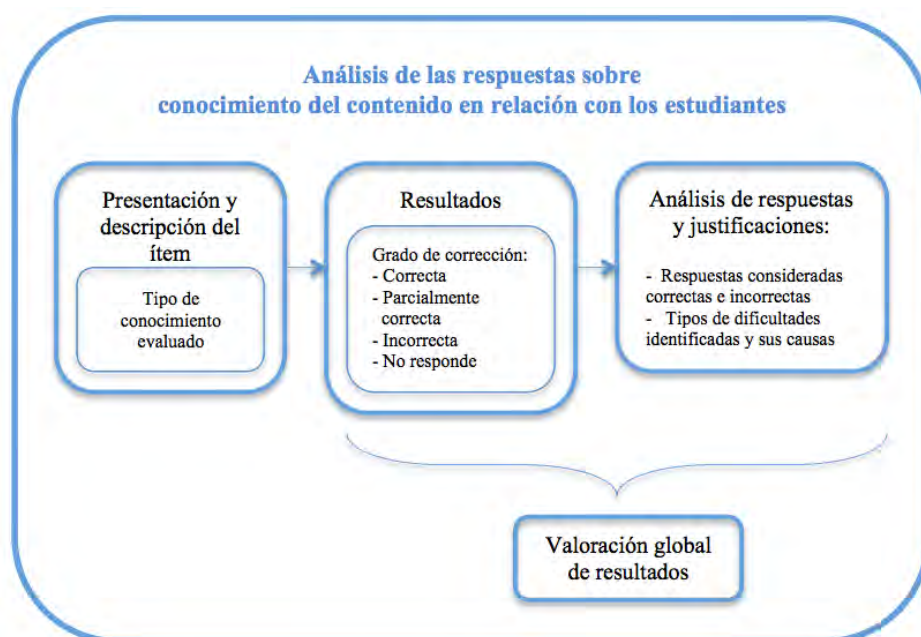 Análisis de las respuestas sobre
conocimiento del contenido en relación con los estudiantes
Presentación y
descripción del
ítem
Tipo de
conocimiento
evaluado
Resultados
Grado de corrección:
- Correcta
- Parcialmente
correcta
- Incorrecta
- No responde
Análisis de respuestas
y justificaciones:
- Respuestas consideradas
correctas e incorrectas
- Tipos de dificultades
identificadas y sus causas
Valoración global
de resultados